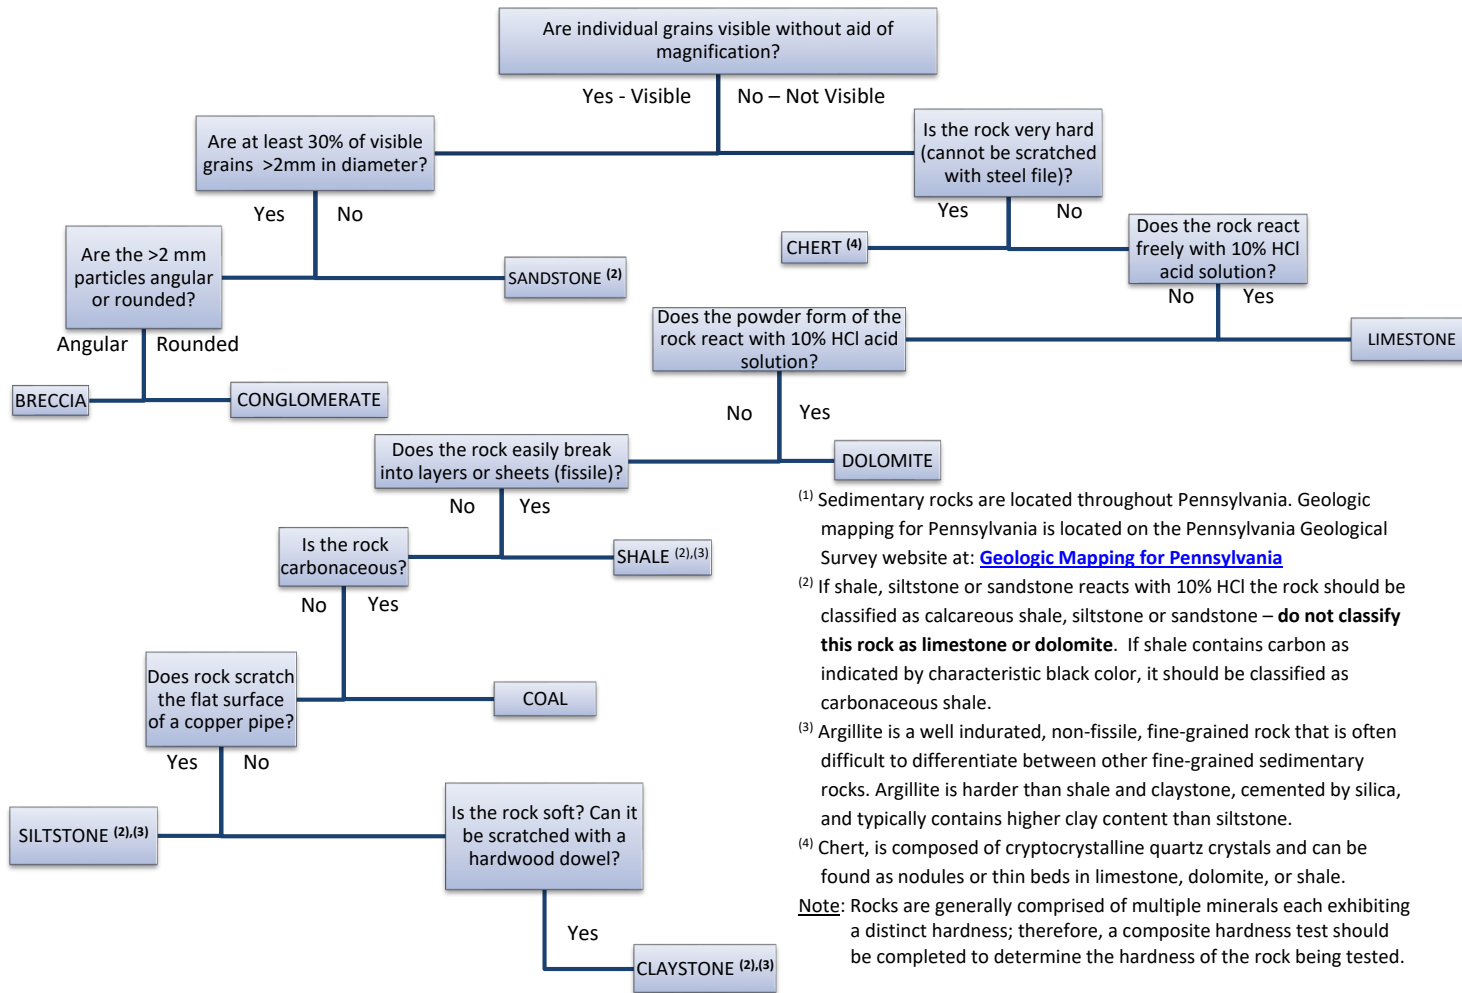 Are individual grains visible without aid of
magnification?
Yes - Visible
No – Not Visible
Are at least 30% of visible
grains >2mm in diameter?
Is the rock very hard
(cannot be scratched
with steel file)?
Yes
No
Yes
No
Are the >2 mm
particles angular
or rounded?
SANDSTONE (2)
CHERT (4)
Does the rock react
freely with 10% HCl
acid solution?
No
Yes
Angular
Rounded
Does the powder form of the
rock react with 10% HCl acid
solution?
LIMESTONE
BRECCIA
CONGLOMERATE
No
Yes
Does the rock easily break
into layers or sheets (fissile)?
DOLOMITE
No
Yes
Is the rock
carbonaceous?
SHALE (2),(3)
No
Yes
Does rock scratch
the flat surface
of a copper pipe?
COAL
Yes
No
SILTSTONE (2),(3)
Is the rock soft? Can it
be scratched with a
hardwood dowel?
Yes
CLAYSTONE (2),(3)
(1) Sedimentary rocks are located throughout Pennsylvania. Geologic
mapping for Pennsylvania is located on the Pennsylvania Geological
Survey website at: Geologic Mapping for Pennsylvania
(2) If shale, siltstone or sandstone reacts with 10% HCl the rock should be
classified as calcareous shale, siltstone or sandstone – do not classify
this rock as limestone or dolomite. If shale contains carbon as
indicated by characteristic black color, it should be classified as
carbonaceous shale.
(3) Argillite is a well indurated, non-fissile, fine-grained rock that is often
difficult to differentiate between other fine-grained sedimentary
rocks. Argillite is harder than shale and claystone, cemented by silica,
and typically contains higher clay content than siltstone.
(4) Chert, is composed of cryptocrystalline quartz crystals and can be
found as nodules or thin beds in limestone, dolomite, or shale.
Note: Rocks are generally comprised of multiple minerals each exhibiting
a distinct hardness; therefore, a composite hardness test should
be completed to determine the hardness of the rock being tested.